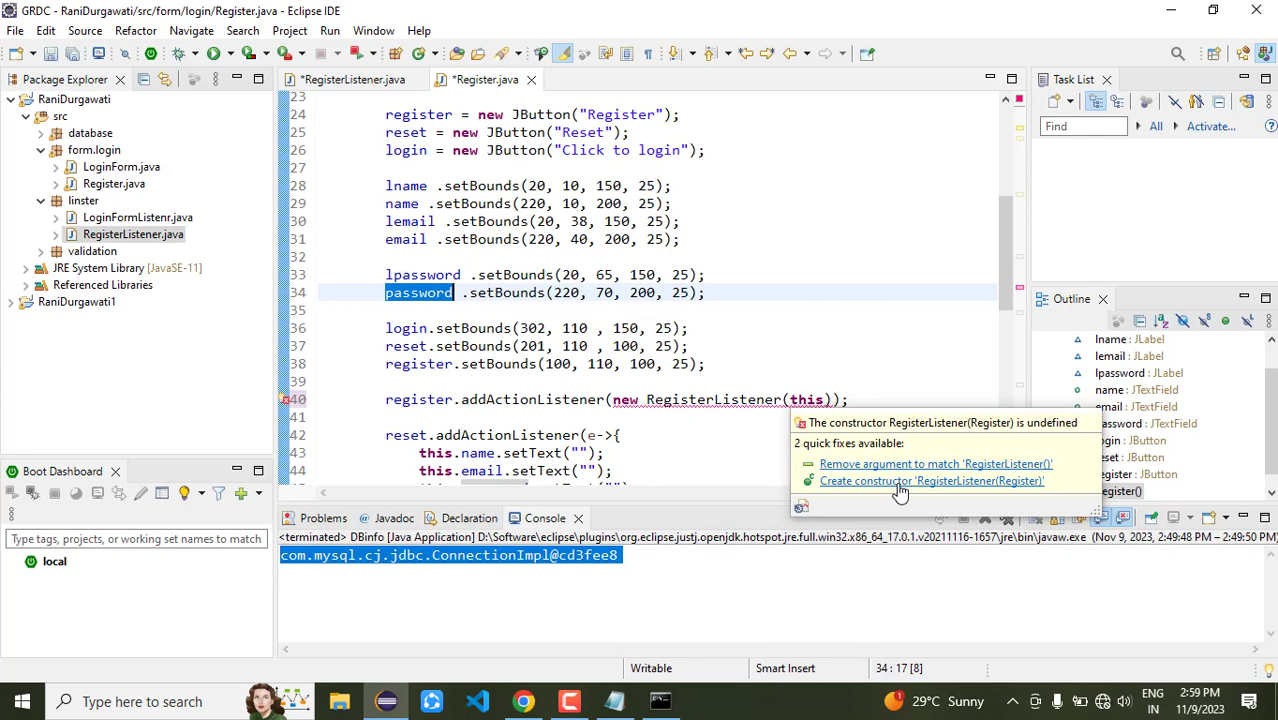 GRDC - RaniDurgawati/src/form/login/Register.java - Eclipse IDE
File Edit Source Refactor Navigate Search Project Run Window Help
Package Explorer
RaniDurgawati
src
database
form.login
LoginForm.java
Register.java
linster
LoginFormListenr.java
RegisterListener.java
validation
JRE System Library [JavaSE-11]
Referenced Libraries
RaniDurgawati1
Boot Dashboard
Type tags, projects, or working set names to match
local
*RegisterListener.java
*Register.java
23
24 register = new JButton("Register");
25 reset = new JButton("Reset");
26 login = new JButton("Click to login");
27
28 lname .setBounds(20, 10, 150, 25);
29 name .setBounds(220, 10, 200, 25);
30 lemail .setBounds(20, 38, 150, 25);
31 email .setBounds(220, 40, 200, 25);
32
33 lpassword .setBounds(20, 65, 150, 25);
34 password .setBounds(220, 70, 200, 25);
35
36 login.setBounds(302, 110 , 150, 25);
37 reset.setBounds(201, 110 , 100, 25);
38 register.setBounds(100, 110, 100, 25);
39
40 register.addActionListener(new RegisterListener(this));
41
42 reset.addActionListener(e->{
43 this.name.setText("");
44 this.email.setText("");
The constructor RegisterListener(Register) is undefined
2 quick fixes available:
Remove argument to match 'RegisterListener()'
Create constructor 'RegisterListener(Register)'
Task List
Find
All
Activate...
Outline
lname : JLabel
lemail : JLabel
lpassword : JLabel
name : JTextField
email : JTextField
ssword : JTextField
gin : JButton
set : JButton
gister : JButton
egister()
Problems Javadoc Declaration Console
<terminated> DBinfo [Java Application] D:\Software\eclipse\plugins\org.eclipse.justj.openjdk.hotspot.jre.full.win32.x86_64_17.0.1.v20211116-1657\jre\bin\javaw.exe (Nov 9, 2023, 2:49:48 PM – 2:49:50 PM)
com.mysql.cj.jdbc.ConnectionImpl@cd3fee8
Writable
Smart Insert
34 : 17 [8]
Type here to search
1
29°C Sunny
ENG
IN
2:59 PM
11/9/2023